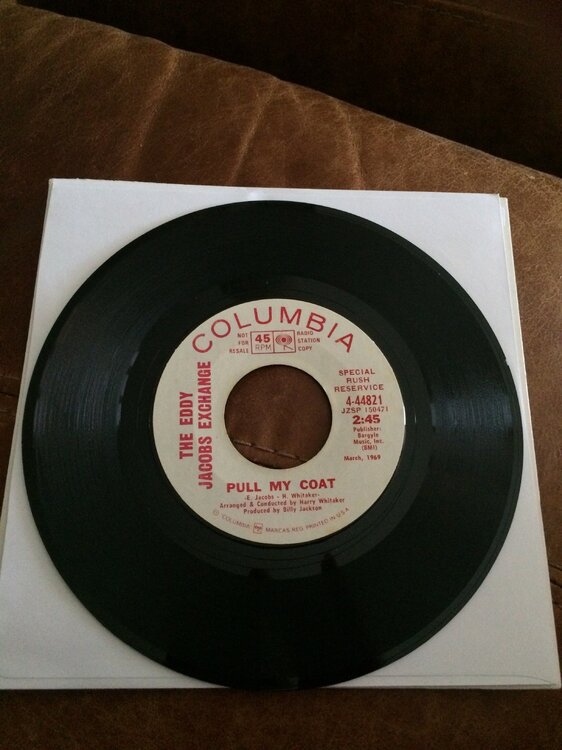 COLUMBIA
NOT
FOR
RESALE
45
RPM
RADIO
STATION
COPY
THE EDDY
JACOBS EXCHANGE
SPECIAL
RUSH
RESERVICE
4-44821
JZSP 150471
2:45
Publisher:
Bargyle
Music, Inc.
(BMI)
March, 1969
PULL MY COAT
-E. Jacobs - H. Whitaker-
Arranged & Conducted by Harry Whitaker
Produced by Billy Jackson
© "COLUMBIA" MARCAS REG. PRINTED IN U.S.A.